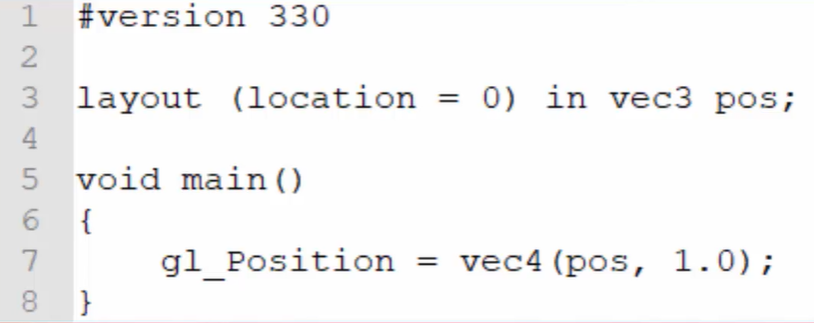 1 #version 330
2
3 layout (location = 0) in vec3 pos;
4
5 void main()
6 {
7     gl_Position = vec4(pos, 1.0);
8 }